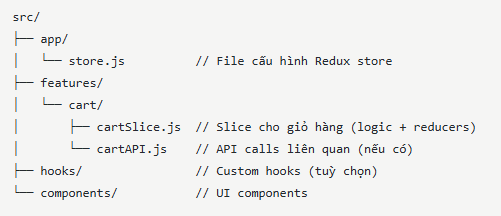 src/
├── app/
│   └── store.js          // File cấu hình Redux store
├── features/
│   └── cart/
│       ├── cartSlice.js  // Slice cho giỏ hàng (logic + reducers)
│       └── cartAPI.js    // API calls liên quan (nếu có)
├── hooks/                // Custom hooks (tuỳ chọn)
└── components/           // UI components